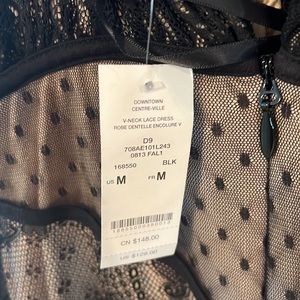 DOWNTOWN
CENTRE-VILLE
V-NECK LACE DRESS
ROBE DENTELLE ENCOLURE V
D9
708AE101L243
0813 FAL1
168550 BLK
US M FR M
CN $148.00
US $128.00